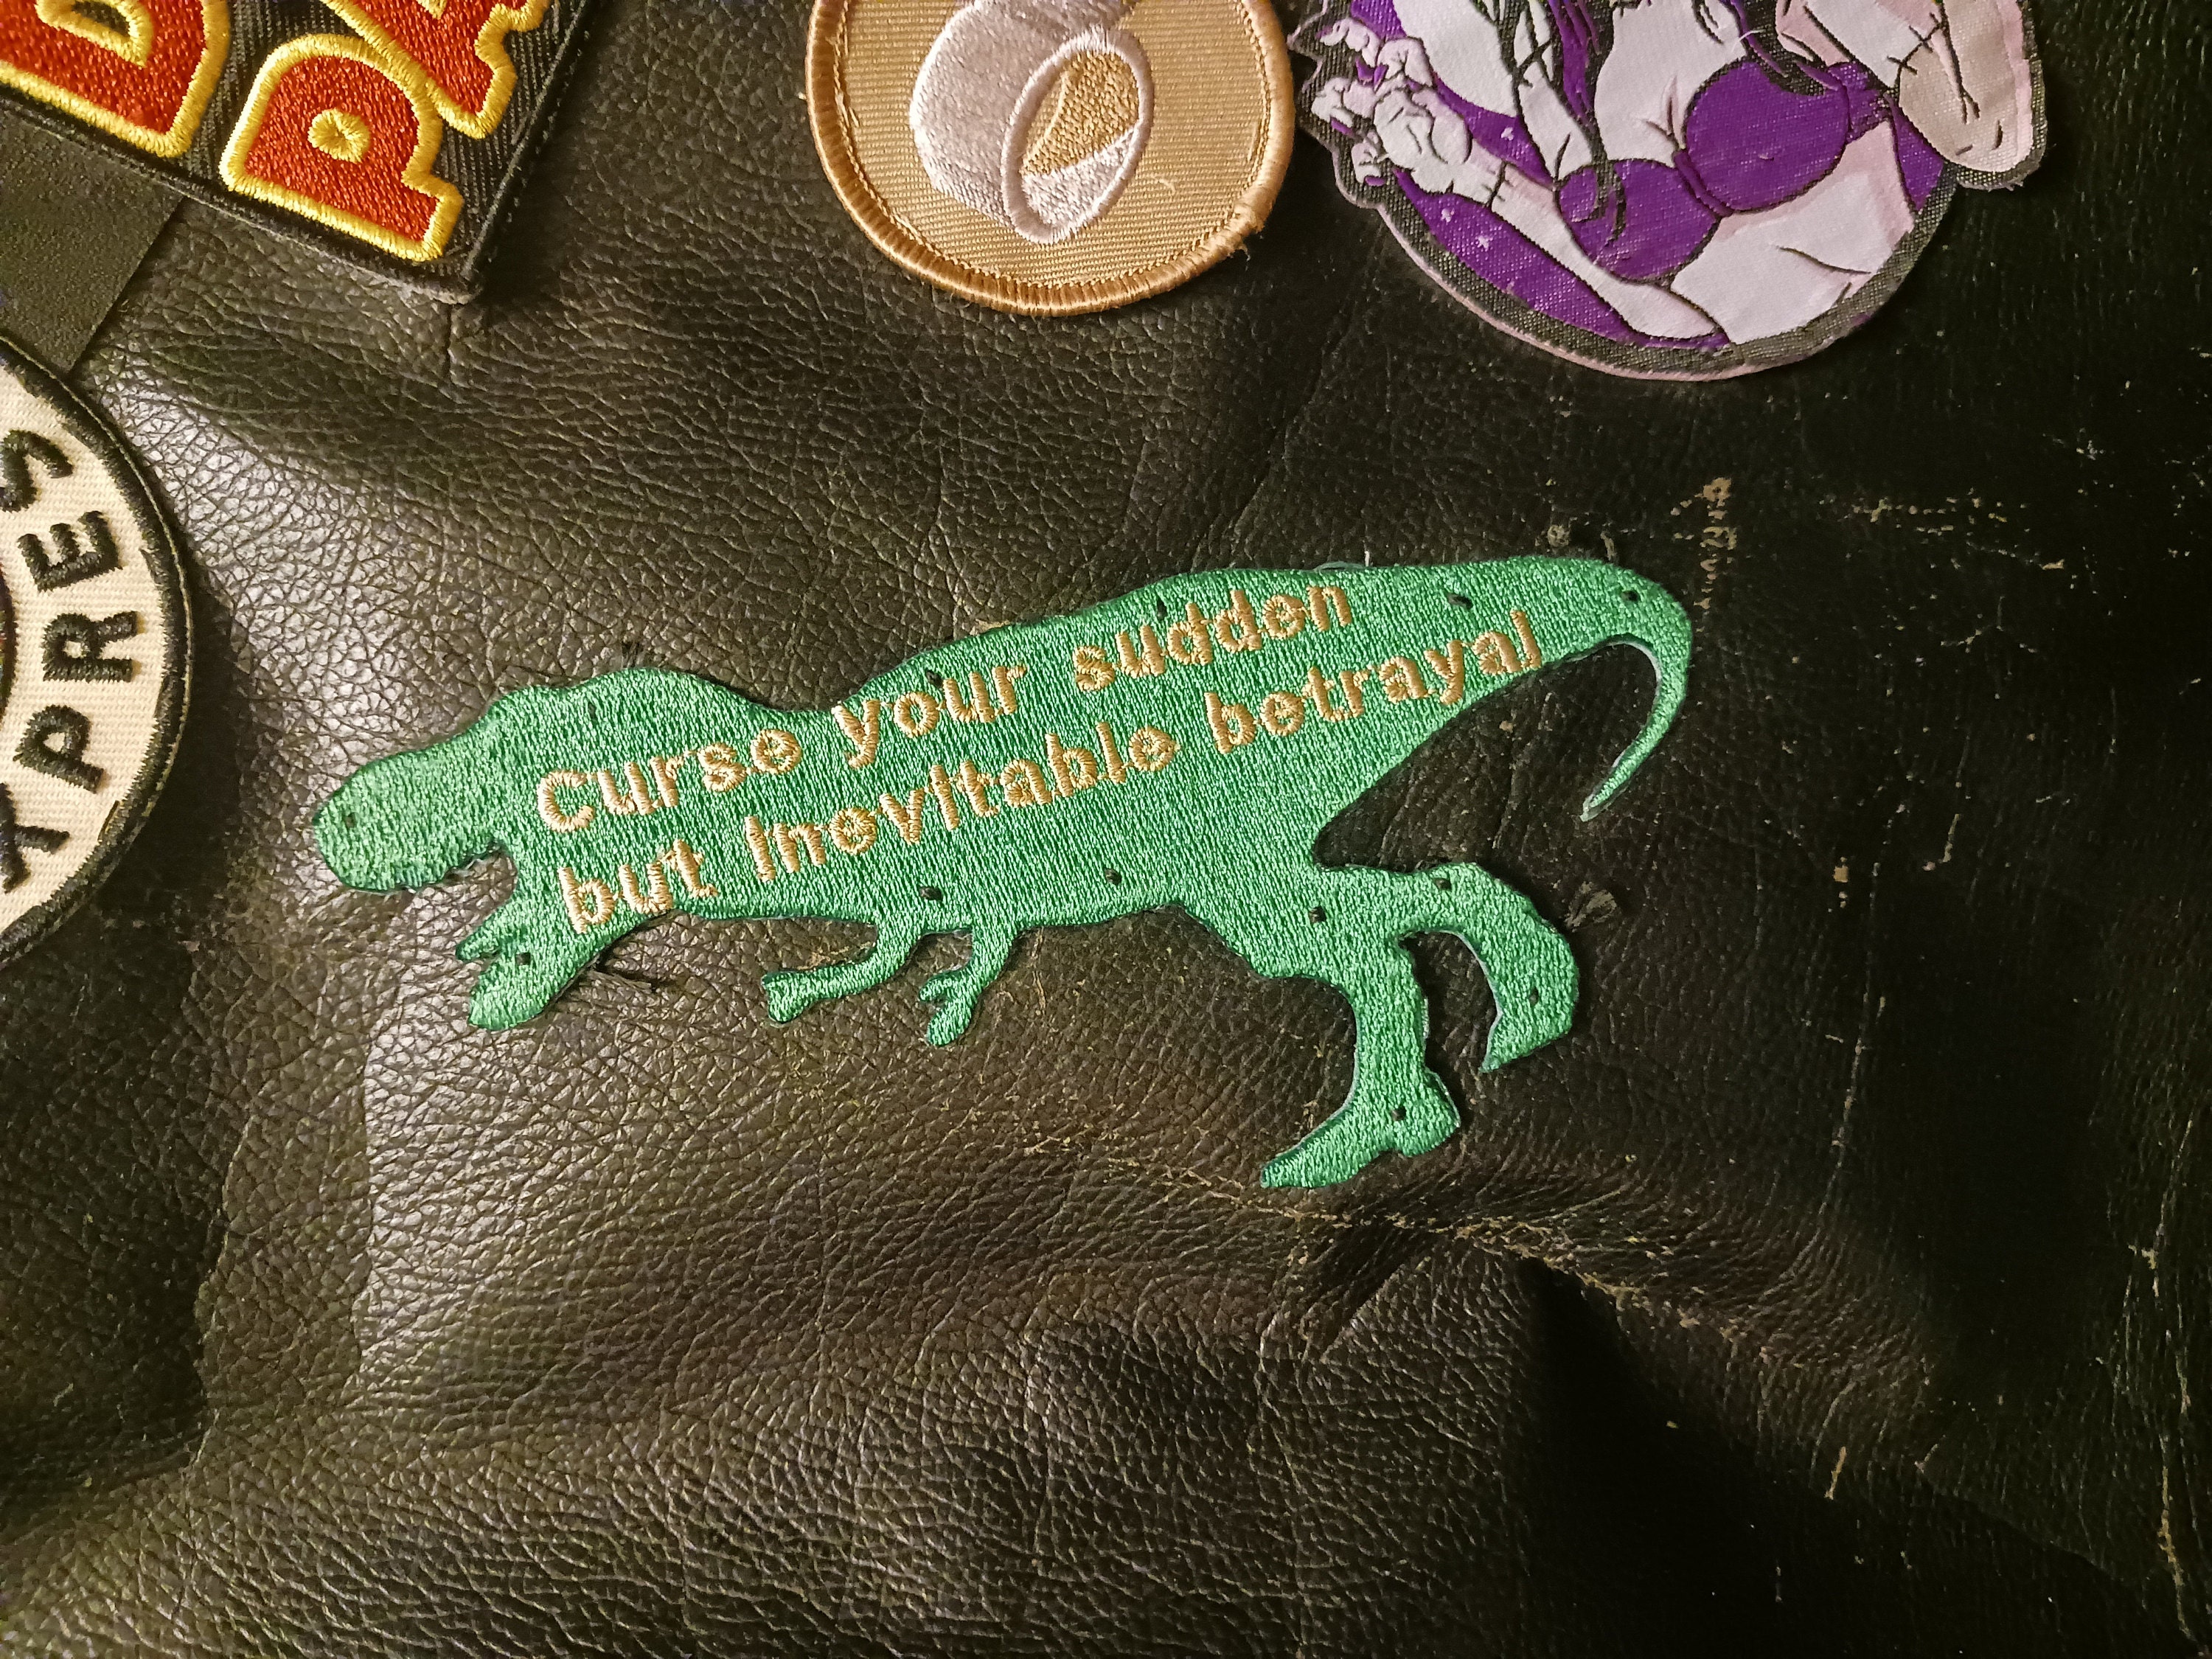 XPRES
Curse your sudden
but inevitable betrayal